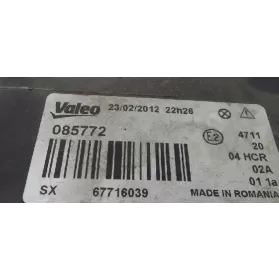 Valeo 23/02/2012 22h26
085772 E2 4711
20
04 HCR
02A
01 1a
SX 67716039 MADE IN ROMANIA